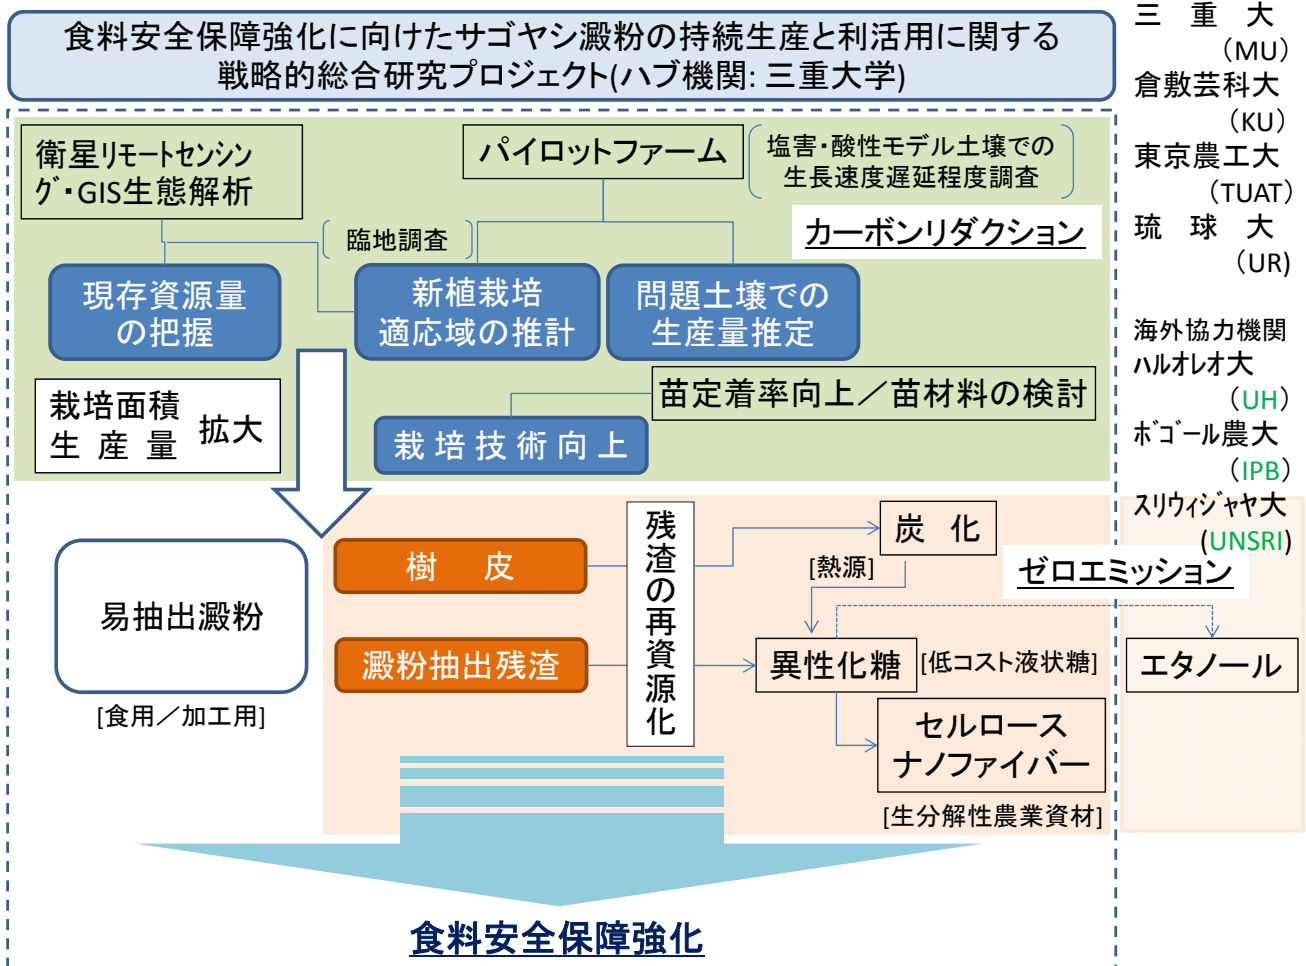 食料安全保障強化に向けたサゴヤシ澱粉の持続生産と利活用に関する
戦略的総合研究プロジェクト(ハブ機関: 三重大学)
三 重 大
（MU）
倉敷芸科大
（KU）
東京農工大
（TUAT）
琉 球 大
（UR)
海外協力機関
ﾊﾙｵﾚｵ大
（UH）
ﾎﾞｺﾞｰﾙ農大
（IPB）
ｽﾘｳｨｼﾞｬﾔ大
(UNSRI)
衛星リモートセンシン
グ・GIS生態解析
パイロットファーム
塩害・酸性モデル土壌での
生長速度遅延程度調査
臨地調査
カーボンリダクション
現存資源量
の把握
新植栽培
適応域の推計
問題土壌での
生産量推定
栽培面積
生 産 量
拡大
苗定着率向上／苗材料の検討
栽培技術向上
易抽出澱粉
[食用／加工用]
樹 皮
澱粉抽出残渣
残渣の再資源化
炭 化
[熱源]
ゼロエミッション
異性化糖
[低コスト液状糖]
エタノール
セルロース
ナノファイバー
[生分解性農業資材]
食料安全保障強化